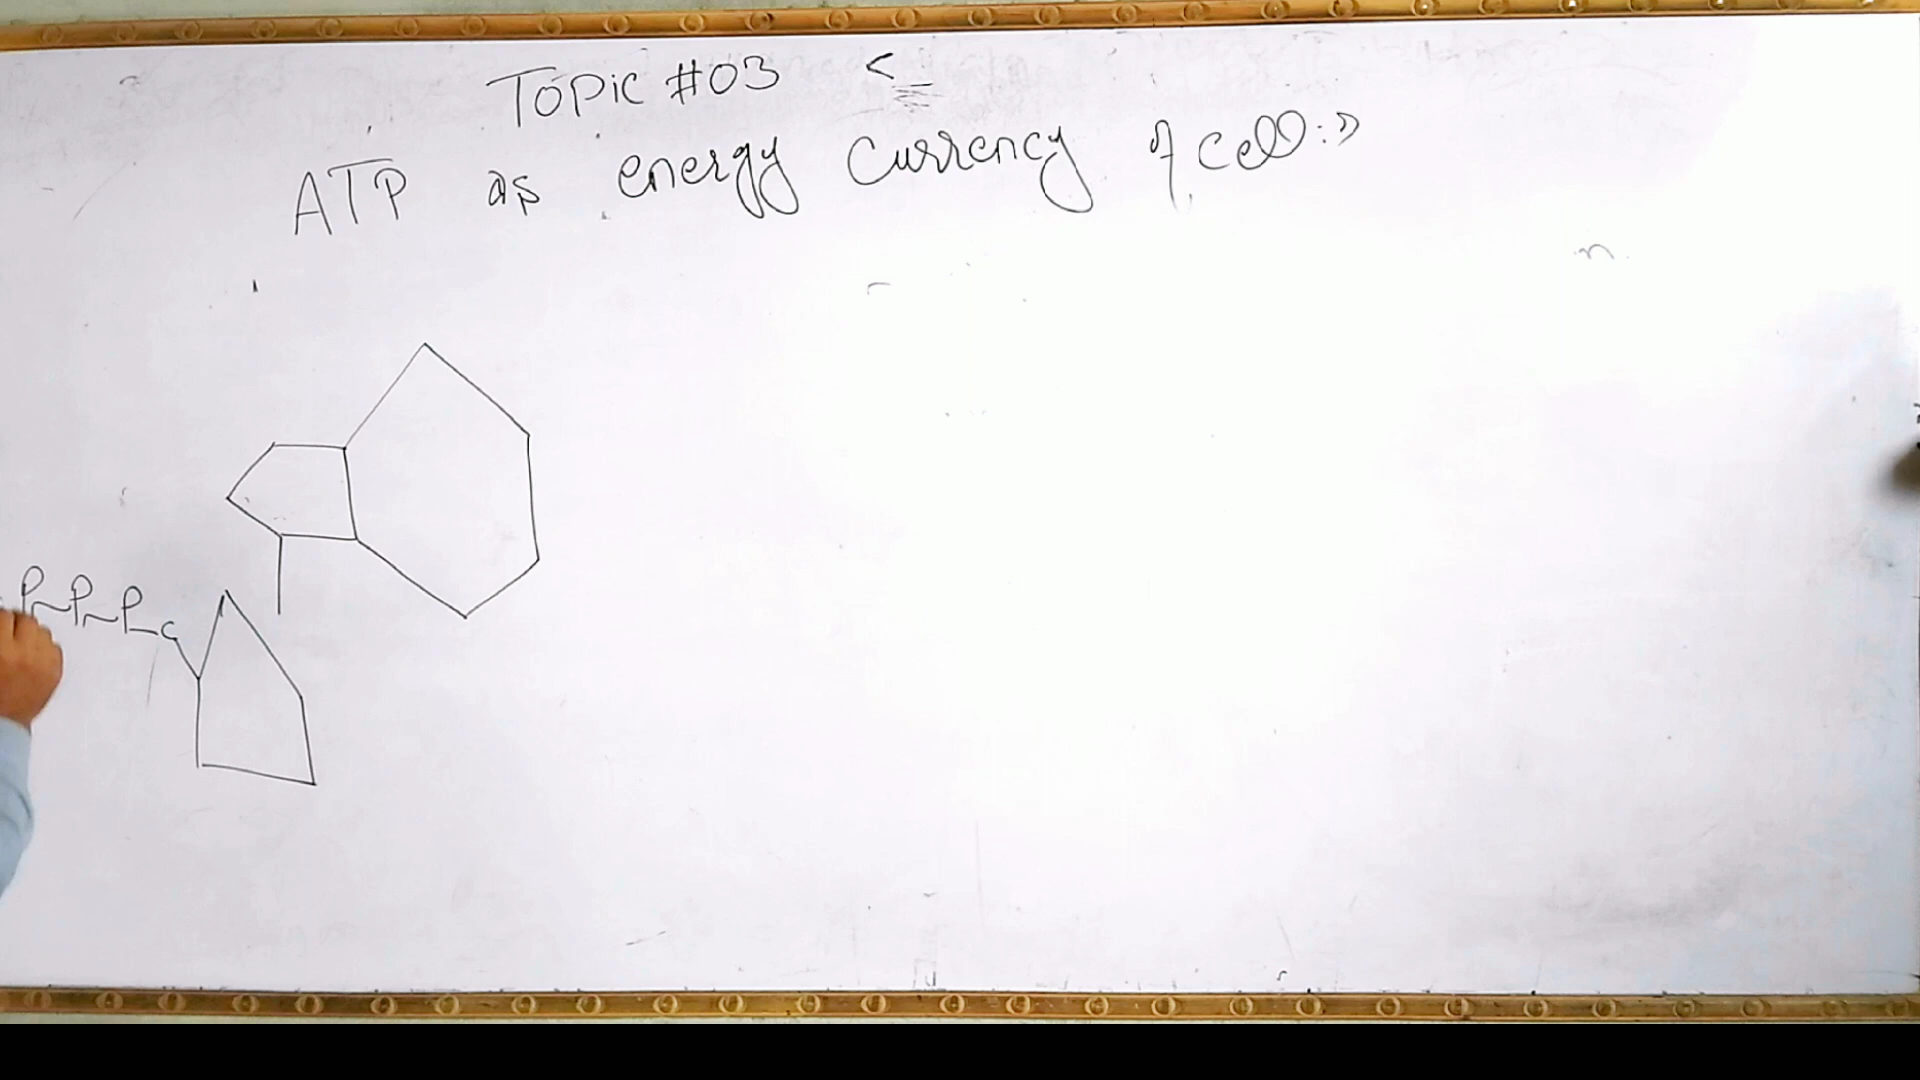 Topic #03
ATP as energy currency of cell:»
P~P~P-C